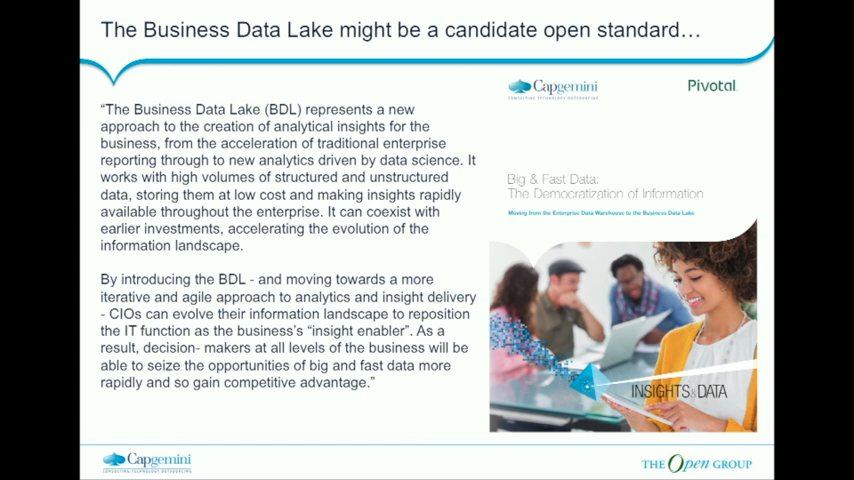 The Business Data Lake might be a candidate open standard…
“The Business Data Lake (BDL) represents a new
approach to the creation of analytical insights for the
business, from the acceleration of traditional enterprise
reporting through to new analytics driven by data science. It
works with high volumes of structured and unstructured
data, storing them at low cost and making insights rapidly
available throughout the enterprise. It can coexist with
earlier investments, accelerating the evolution of the
information landscape.
By introducing the BDL - and moving towards a more
iterative and agile approach to analytics and insight delivery
- CIOs can evolve their information landscape to reposition
the IT function as the business’s “insight enabler”. As a
result, decision- makers at all levels of the business will be
able to seize the opportunities of big and fast data more
rapidly and so gain competitive advantage.”
Capgemini
CONSULTING.TECHNOLOGY.OUTSOURCING
Pivotal
Big & Fast Data:
The Democratization of Information
Moving from the Enterprise Data Warehouse to the Business Data Lake
INSIGHTS&DATA
Capgemini
CONSULTING.TECHNOLOGY.OUTSOURCING
THE Open GROUP